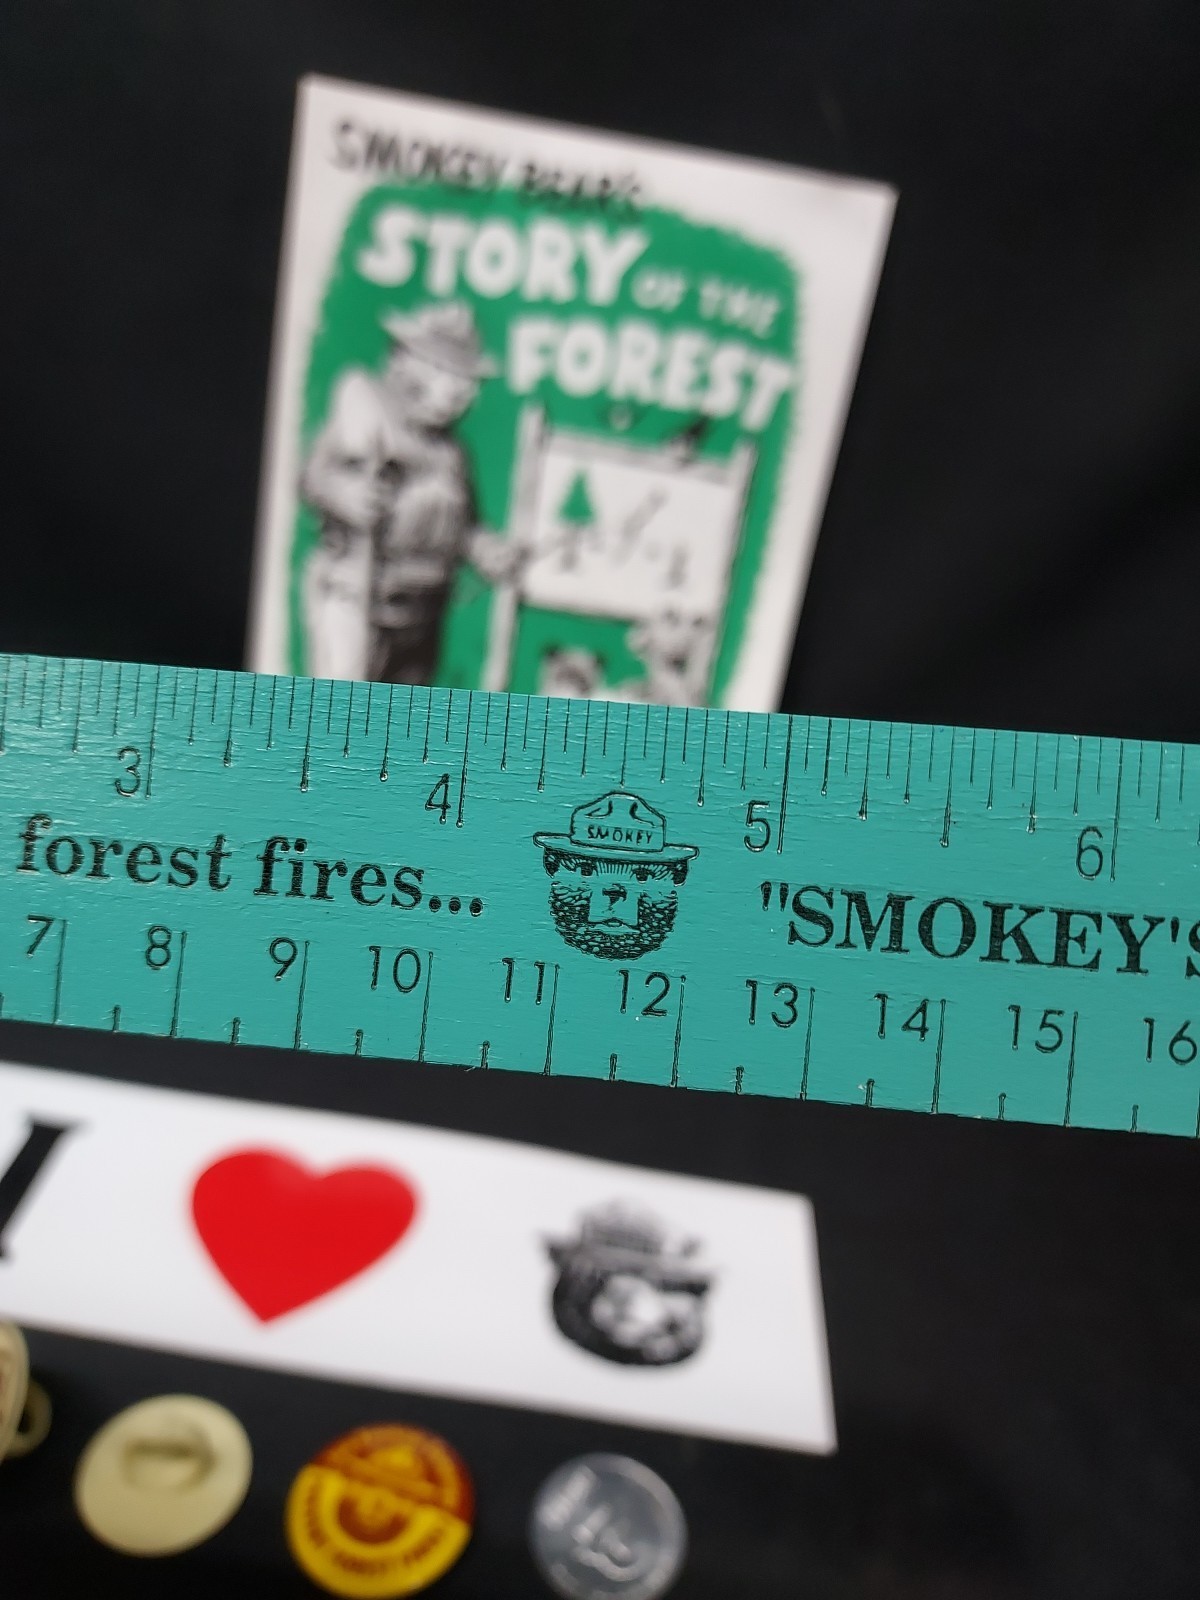 SMOKEY BEAR'S
STORY OF THE
FOREST
3 4 5 6
SMOKEY
forest fires... "SMOKEY'S
7 8 9 10 11 12 13 14 15 16
I